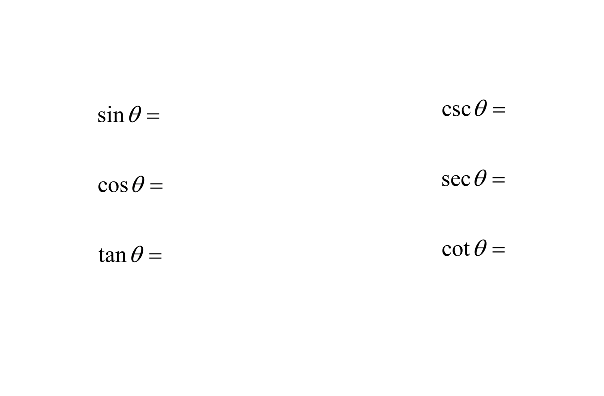 sin θ =
csc θ =
cos θ =
sec θ =
tan θ =
cot θ =